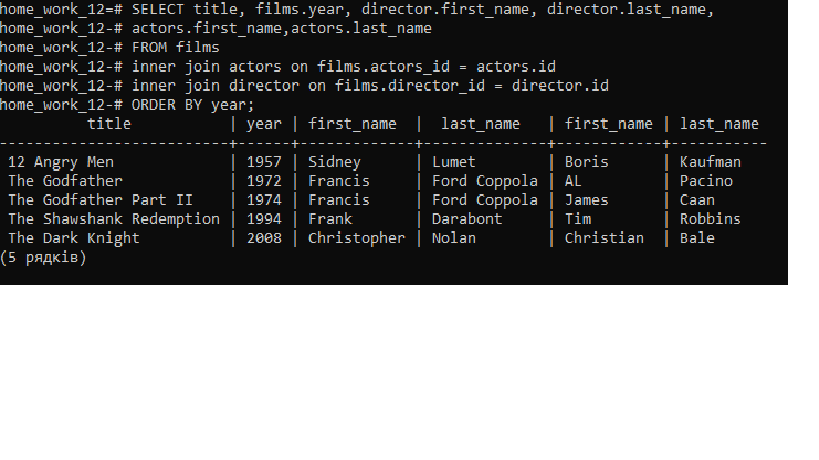 home_work_12=# SELECT title, films.year, director.first_name, director.last_name,
home_work_12-# actors.first_name,actors.last_name
home_work_12-# FROM films
home_work_12-# inner join actors on films.actors_id = actors.id
home_work_12-# inner join director on films.director_id = director.id
home_work_12-# ORDER BY year;
title | year | first_name | last_name | first_name | last_name
--------------------------+------+-------------+--------------+------------+-----------
12 Angry Men | 1957 | Sidney | Lumet | Boris | Kaufman
The Godfather | 1972 | Francis | Ford Coppola | AL | Pacino
The Godfather Part II | 1974 | Francis | Ford Coppola | James | Caan
The Shawshank Redemption | 1994 | Frank | Darabont | Tim | Robbins
The Dark Knight | 2008 | Christopher | Nolan | Christian | Bale
(5 рядків)